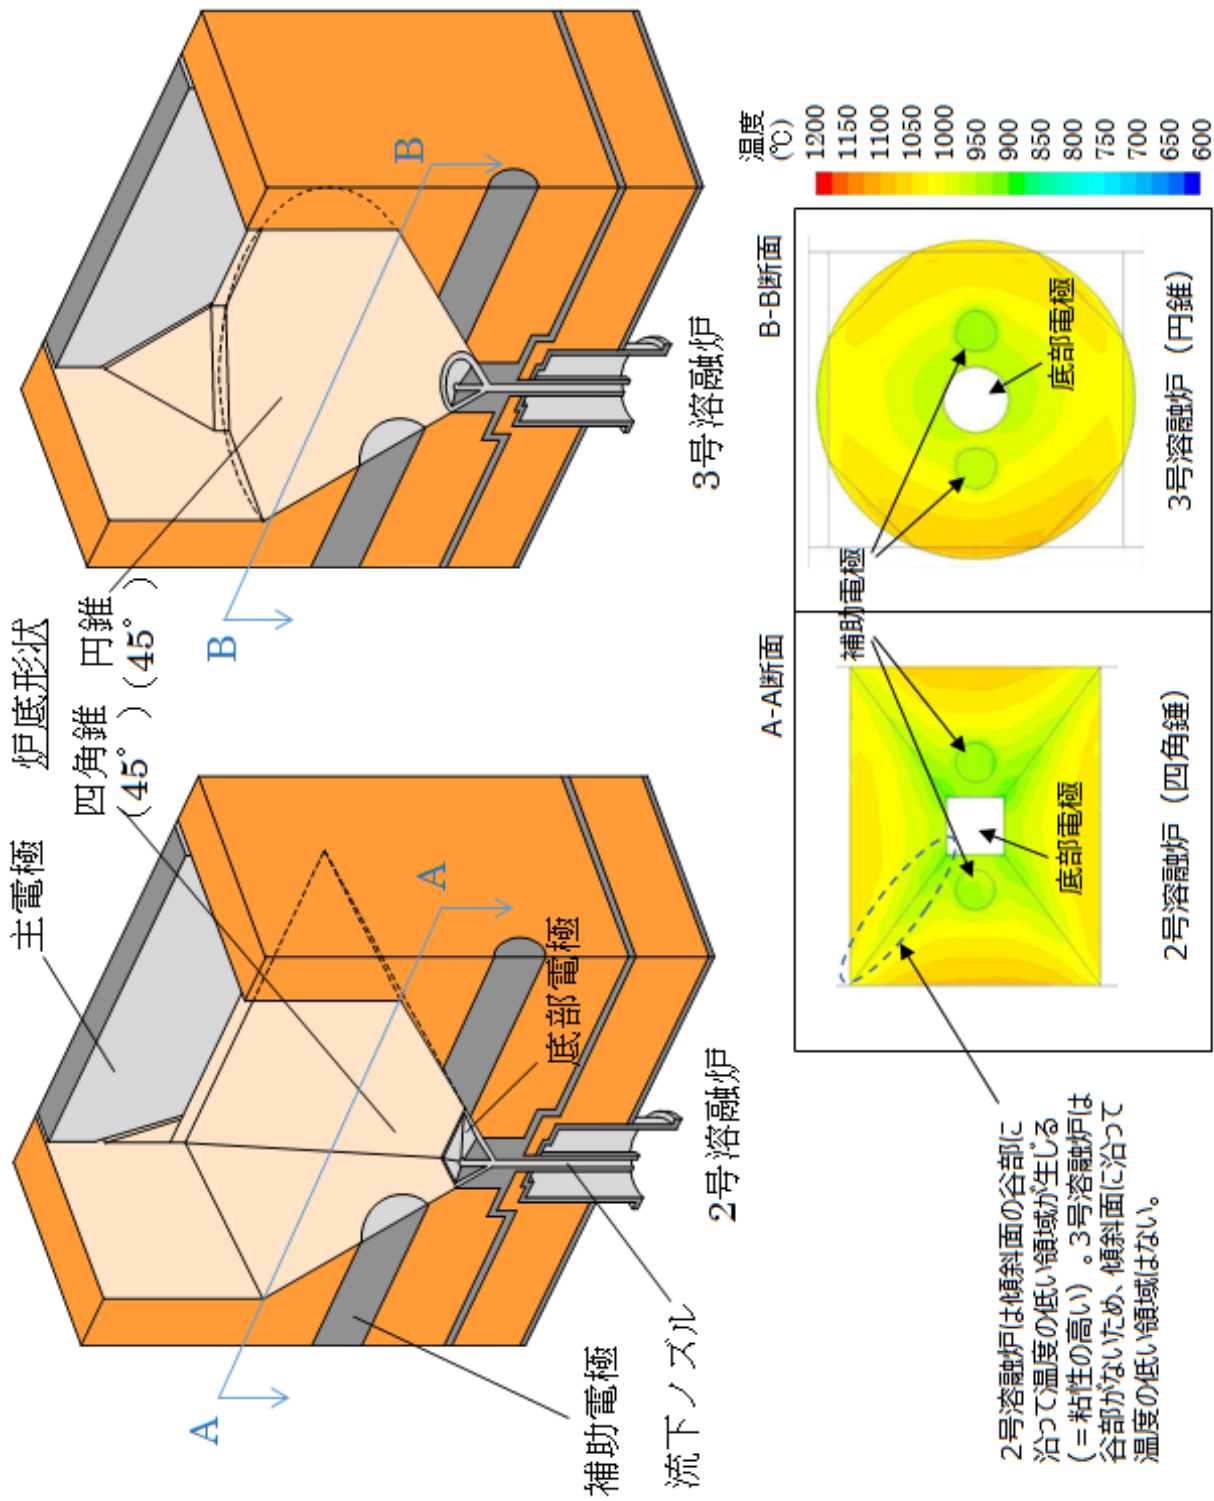 炉底形状
四角錐
(45°)
円錐
(45°)
主電極
A
A
底部電極
補助電極
流下ノズル
2号溶融炉
B
B
3号溶融炉
A-A断面
B-B断面
補助電極
底部電極
底部電極
2号溶融炉（四角錘）
3号溶融炉（円錐）
温度
(℃)
1200
1150
1100
1050
1000
950
900
850
800
750
700
650
600
2号溶融炉は傾斜面の谷部に
沿って温度の低い領域が生じる
（＝粘性の高い）。3号溶融炉は
谷部がないため、傾斜面に沿って
温度の低い領域はない。